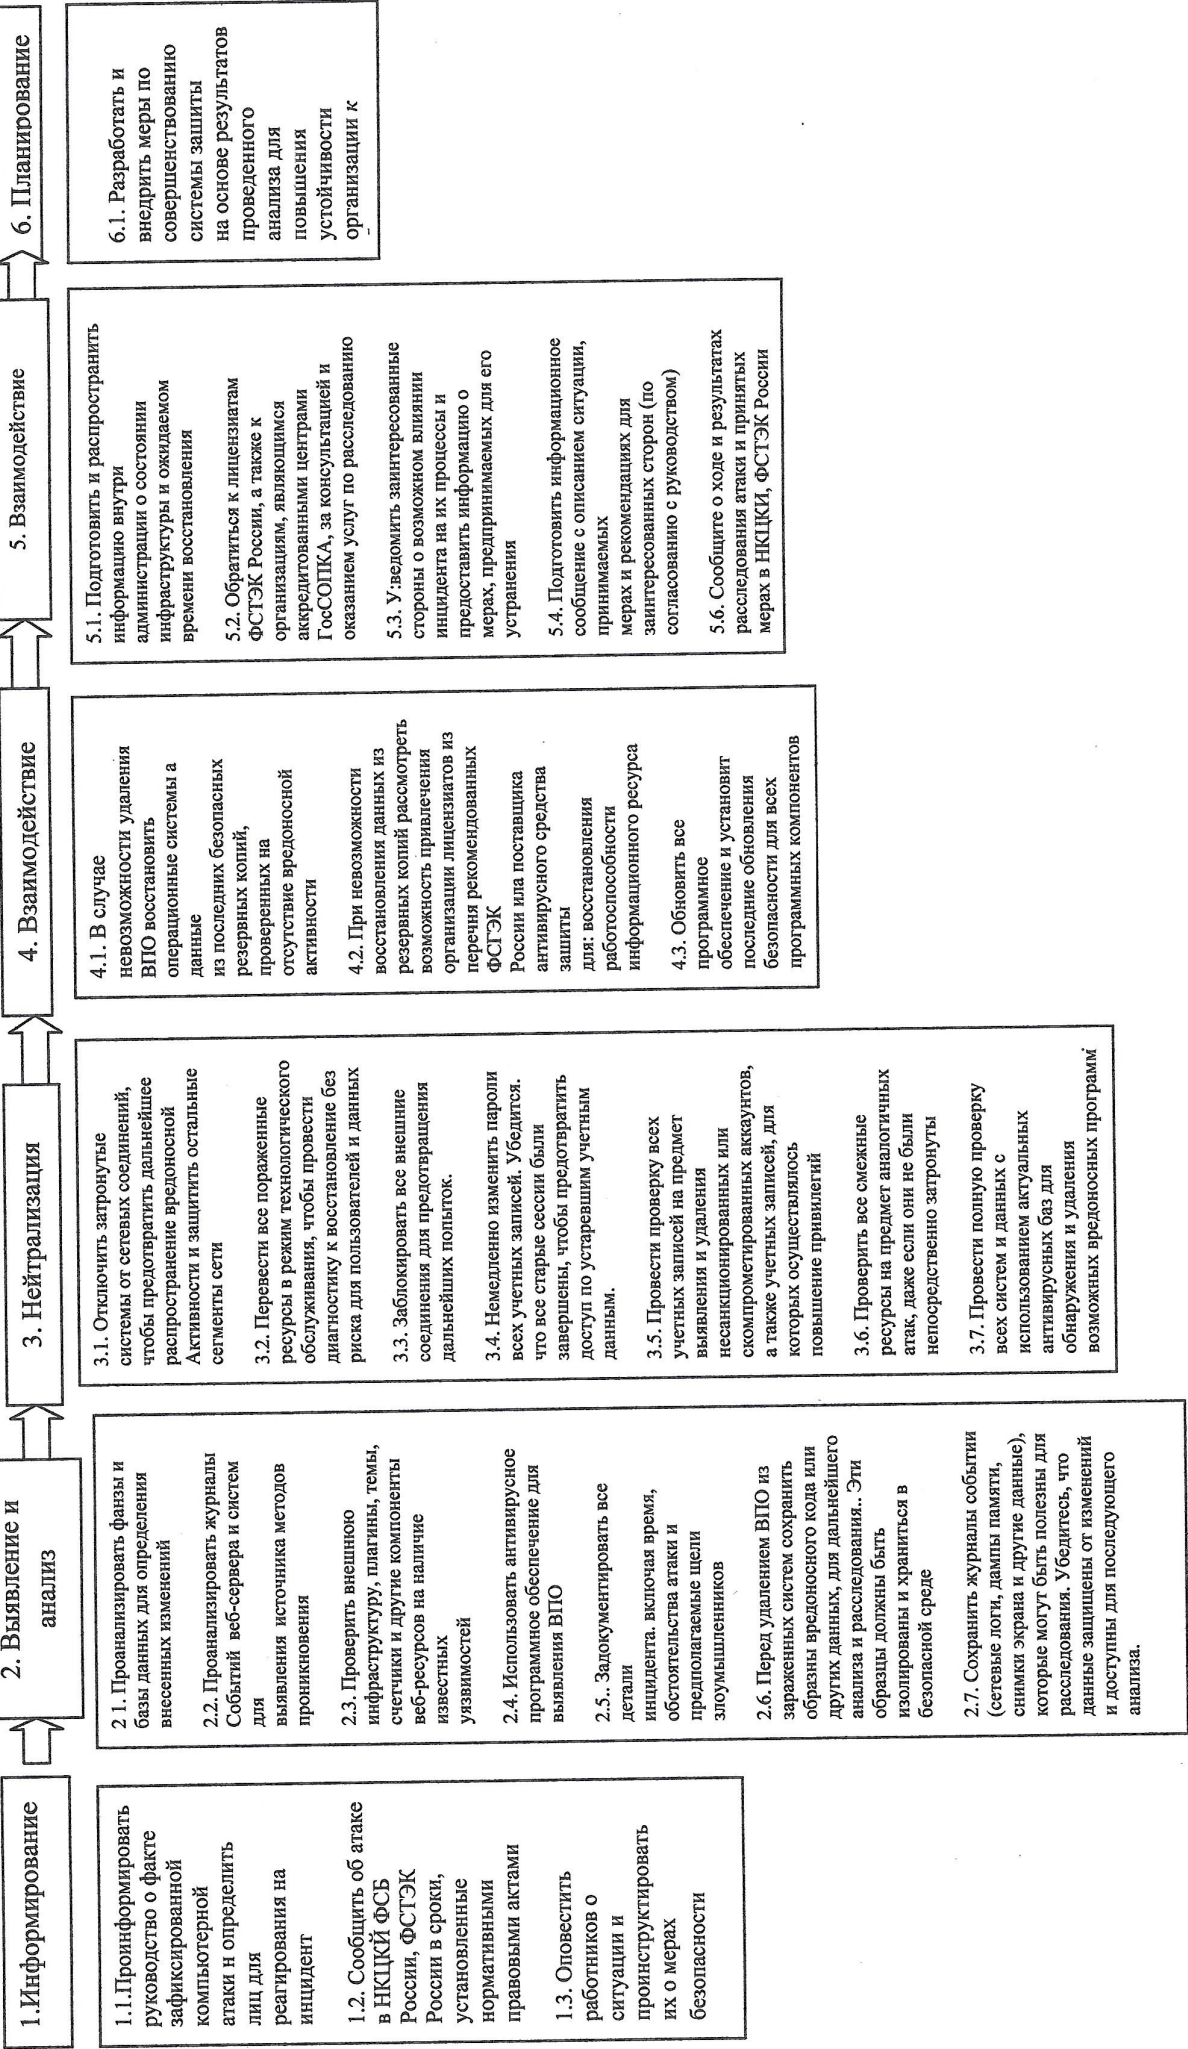 1.Информирование
1.1.Проинформировать
руководство о факте
зафиксированной
компьютерной
атаки н определить
лиц для
реагирования на
инцидент
1.2. Сообщить об атаке
в НКЦКЙ ФСБ
России, ФСТЭК
России в сроки,
установленные
нормативными
правовыми актами
1.3. Оповестить
работников о
ситуации и
проинструктировать
их о мерах
безопасности
2. Выявление и
анализ
2 1. Проанализировать фанзы и
базы данных для определения
внесенных изменений
2.2. Проанализировать журналы
Событий веб-сервера и систем
для
выявления источника методов
проникновения
2.3. Проверить внешнюю
инфраструктуру, плагины, темы,
счетчики и другие компоненты
веб-ресурсов на наличие
известных
уязвимостей
2.4. Использовать антивирусное
программное обеспечение для
выявления ВПО
2.5.. Задокументировать все
детали
инцидента. включая время,
обстоятельства атаки и
предполагаемые щели
злоумышленников
2.6. Перед удалением ВПО из
зараженных систем сохранить
образны вредоносного кода или
других данных, для дальнейшего
анализа и расследования.. Эти
образцы должны быть
изолированы и храниться в
безопасной среде
2.7. Сохранить журналы событии
(сетевые логи, дампы памяти,
снимки экрана и другие данные),
которые могут быть полезны для
расследования. Убедитесь, что
данные защищены от изменений
и доступны для последующего
анализа.
3. Нейтрализация
3.1. Отключить затронутые
системы от сетевых соединений,
чтобы предотвратить дальнейшее
распространение вредоносной
Активности и защитить остальные
сегменты сети
3.2. Перевести все пораженные
ресурсы в режим технологического
обслуживания, чтобы провести
диагностику к восстановление без
риска для пользователей и данных
3.3. Заблокировать все внешние
соединения для предотвращения
дальнейших попыток.
3.4. Немедленно изменить пароли
всех учетных записей. Убедится.
что все старые сессии были
завершены, чтобы предотвратить
доступ по устаревшим учетным
данным.
3.5. Провести проверку всех
учетных записей на предмет
выявления и удаления
несанкционированных или
скомпрометированных аккаунтов,
а также учетных записей, для
которых осуществлялось
повышение привилегий
3.6. Проверить все смежные
ресурсы на предмет аналогичных
атак, даже если они не были
непосредственно затронуты
3.7. Провести полную проверку
всех систем и данных с
использованием актуальных
антивирусных баз для
обнаружения и удаления
возможных вредоносных программ
4. Взаимодействие
4.1. В случае
невозможности удаления
ВПО восстановить
операционные системы а
данные
из последних безопасных
резервных копий,
проверенных на
отсутствие вредоносной
активности
4.2. При невозможности
восстановления данных из
резервных копий рассмотреть
возможность привлечения
организации лицензиатов из
перечня рекомендованных
ФСГЭК
России ила поставщика
антивирусного средства
зашиты
для: восстановления
работоспособности
информационного ресурса
4.3. Обновить все
программное
обеспечение и установит
последние обновления
безопасности для всех
программных компонентов
5. Взаимодействие
5.1. Подготовить и распространить
информацию внутри
администрации о состоянии
инфраструктуры и ожидаемом
времени восстановления
5.2. Обратиться к лицензиатам
ФСТЭК России, а также к
организациям, являющимся
аккредитованными центрами
ГосСОПКА, за консультацией и
оказанием услуг по расследованию
5.3. У:ведомить заинтересованные
стороны о возможном влиянии
инцидента на их процессы и
предоставить информацию о
мерах, предпринимаемых для его
устранения
5.4. Подготовить информационное
сообщение с описанием ситуации,
принимаемых
мерах и рекомендациях для
заинтересованных сторон (по
согласованию с руководством)
5.6. Сообщите о ходе и результатах
расследования атаки и принятых
мерах в НКЦКИ, ФСТЭК России
6. Планирование
6.1. Разработать и
внедрить меры по
совершенствованию
системы зашиты
на основе результатов
проведенного
анализа для
повышения
устойчивости
организации к